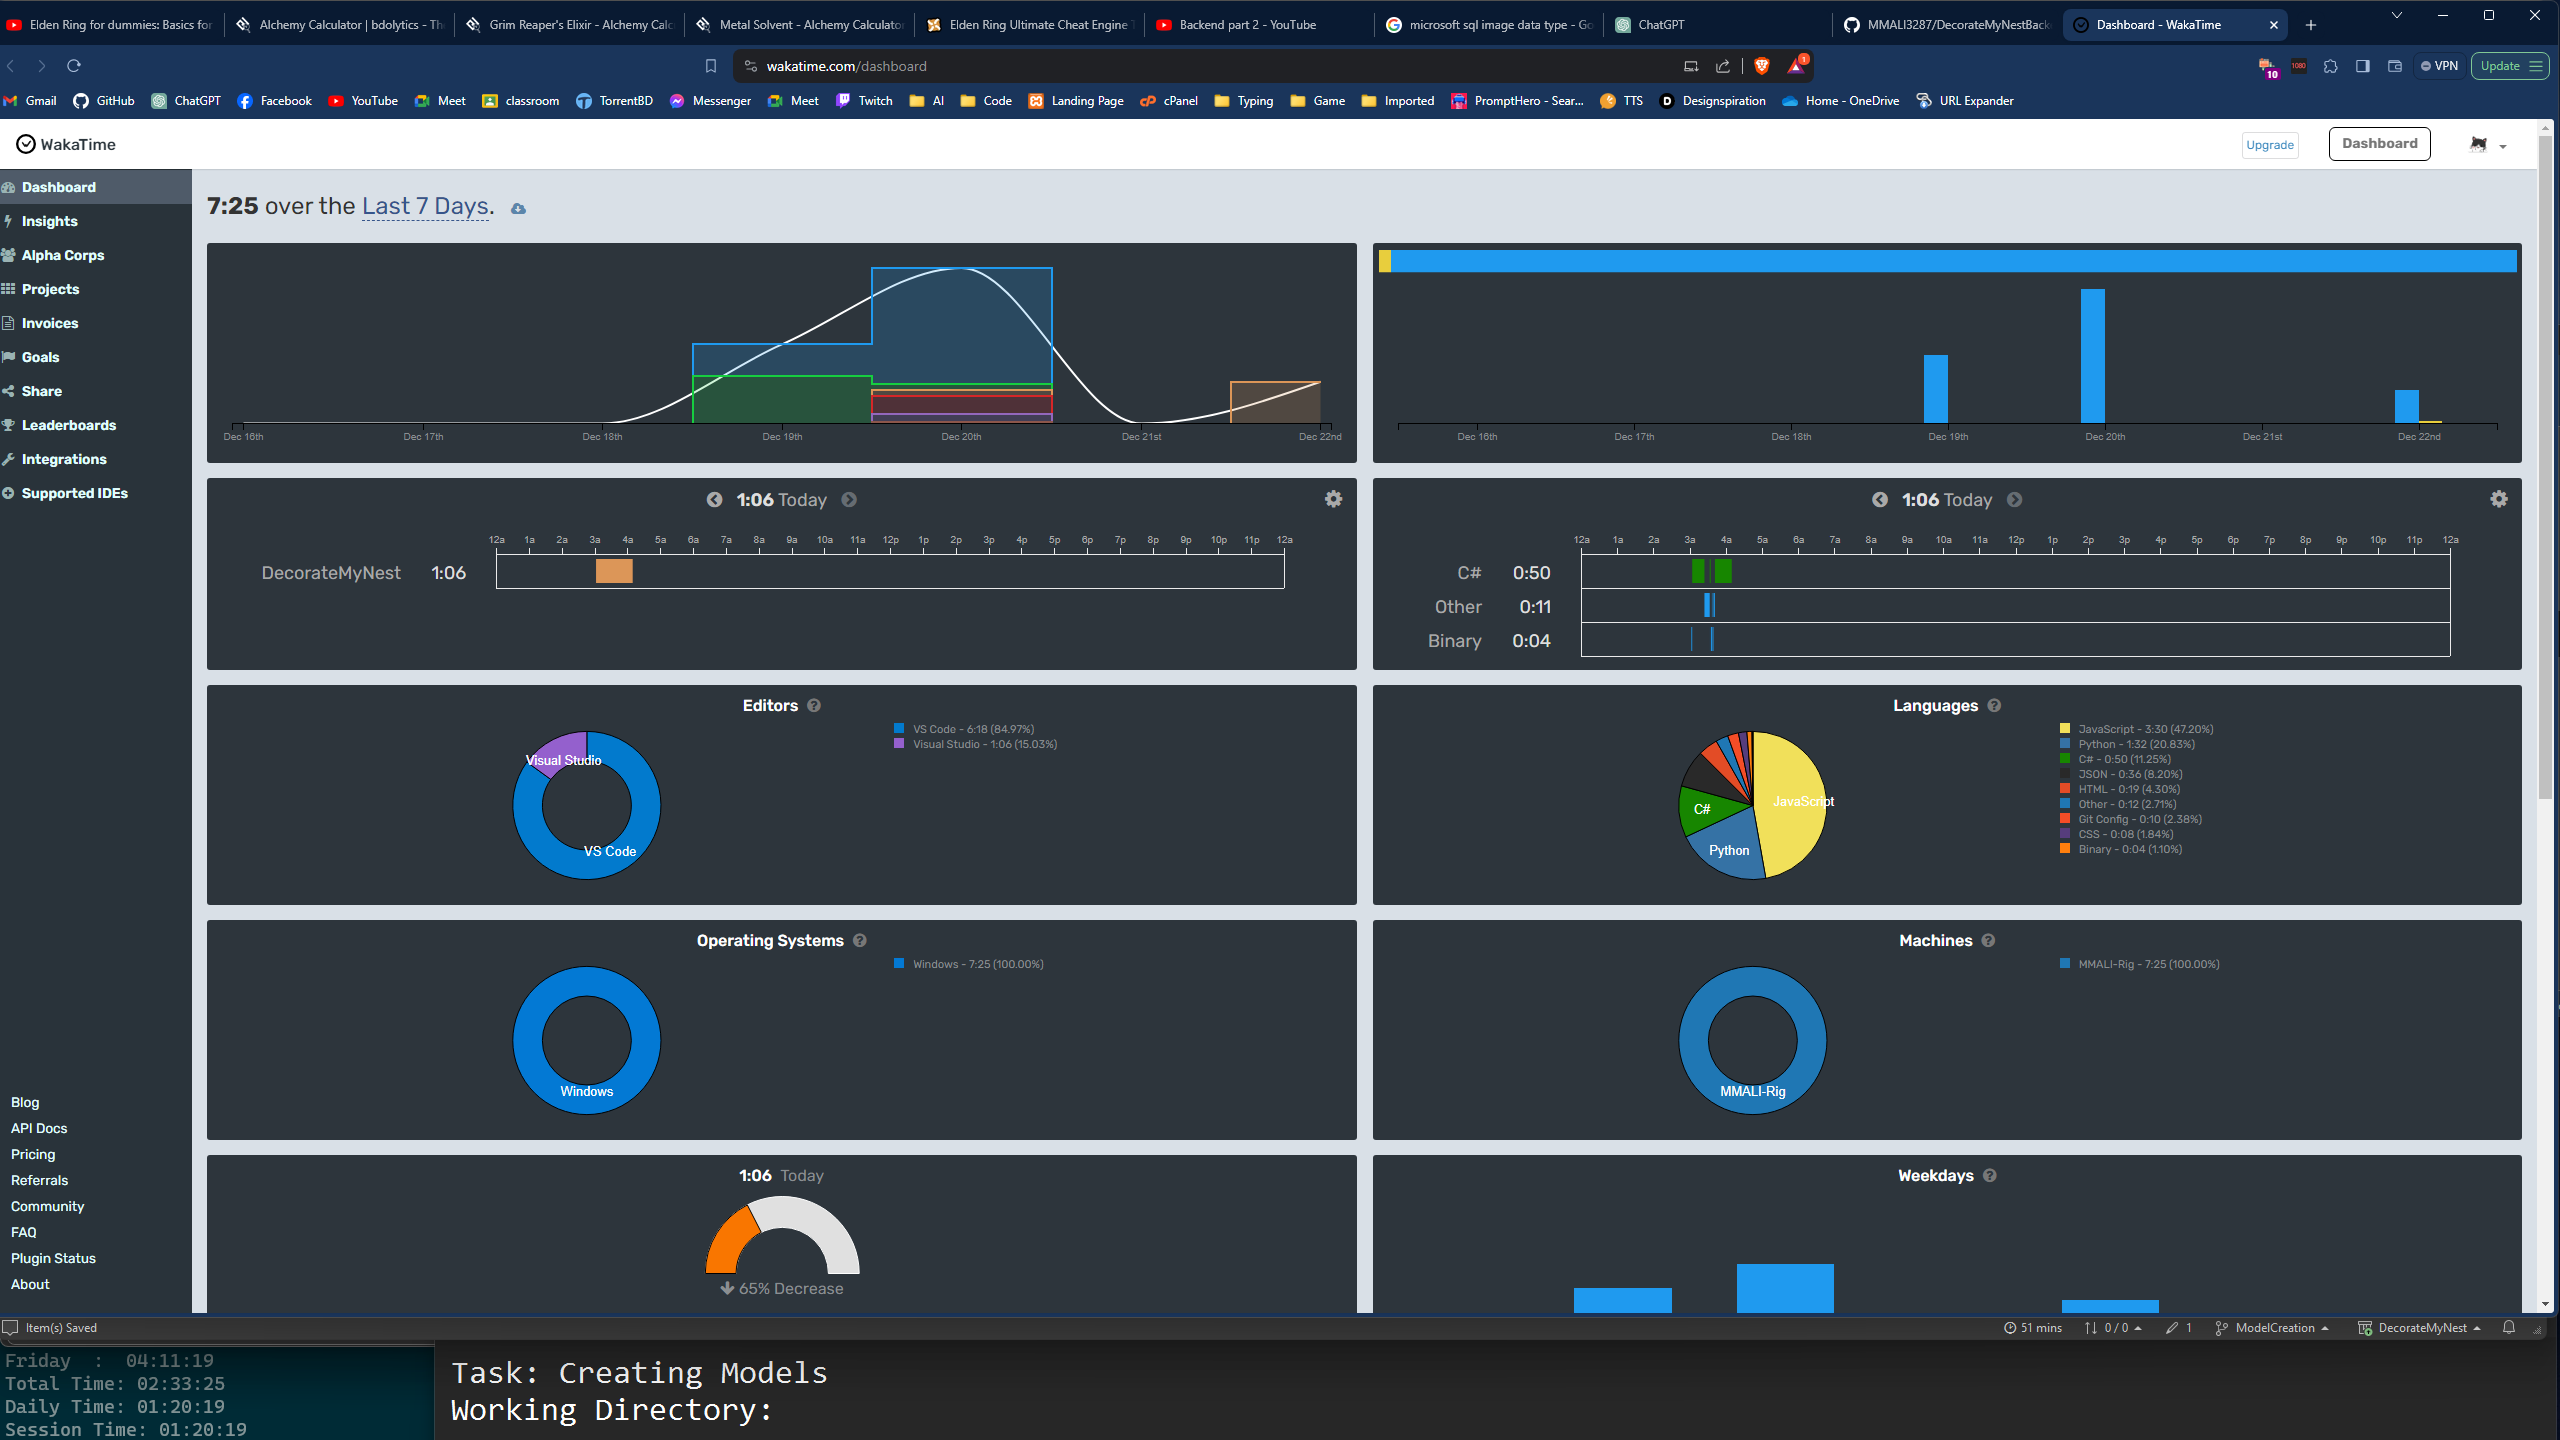 Elden Ring for dummies: Basics for
Alchemy Calculator | bdolytics - Th
Grim Reaper's Elixir - Alchemy Calc
Metal Solvent - Alchemy Calculator
Elden Ring Ultimate Cheat Engine T
Backend part 2 - YouTube
microsoft sql image data type - Go
ChatGPT
MMALI3287/DecorateMyNestBack
Dashboard - WakaTime
wakatime.com/dashboard
1
10
1080
VPN
Update
Gmail
GitHub
ChatGPT
Facebook
YouTube
Meet
classroom
TorrentBD
Messenger
Meet
Twitch
AI
Code
Landing Page
cPanel
Typing
Game
Imported
PromptHero - Sear...
TTS
Designspiration
Home - OneDrive
URL Expander
WakaTime
Upgrade
Dashboard
Dashboard
Insights
Alpha Corps
Projects
Invoices
Goals
Share
Leaderboards
Integrations
Supported IDEs
Blog
API Docs
Pricing
Referrals
Community
FAQ
Plugin Status
About
7:25 over the Last 7 Days.
Dec 16th Dec 17th Dec 18th Dec 19th Dec 20th Dec 21st Dec 22nd
Dec 16th Dec 17th Dec 18th Dec 19th Dec 20th Dec 21st Dec 22nd
1:06 Today
12a 1a 2a 3a 4a 5a 6a 7a 8a 9a 10a 11a 12p 1p 2p 3p 4p 5p 6p 7p 8p 9p 10p 11p 12a
DecorateMyNest 1:06
1:06 Today
12a 1a 2a 3a 4a 5a 6a 7a 8a 9a 10a 11a 12p 1p 2p 3p 4p 5p 6p 7p 8p 9p 10p 11p 12a
C# 0:50
Other 0:11
Binary 0:04
Editors
VS Code - 6:18 (84.97%)
Visual Studio - 1:06 (15.03%)
Visual Studio
VS Code
Languages
JavaScript - 3:30 (47.20%)
Python - 1:32 (20.83%)
C# - 0:50 (11.25%)
JSON - 0:36 (8.20%)
HTML - 0:19 (4.30%)
Other - 0:12 (2.71%)
Git Config - 0:10 (2.38%)
CSS - 0:08 (1.84%)
Binary - 0:04 (1.10%)
JavaScript
C#
Python
Operating Systems
Windows - 7:25 (100.00%)
Windows
Machines
MMALI-Rig - 7:25 (100.00%)
MMALI-Rig
1:06 Today
65% Decrease
Weekdays
Item(s) Saved
51 mins
0 / 0
1
ModelCreation
DecorateMyNest
Friday : 04:11:19
Total Time: 02:33:25
Daily Time: 01:20:19
Session Time: 01:20:19
Task: Creating Models
Working Directory: